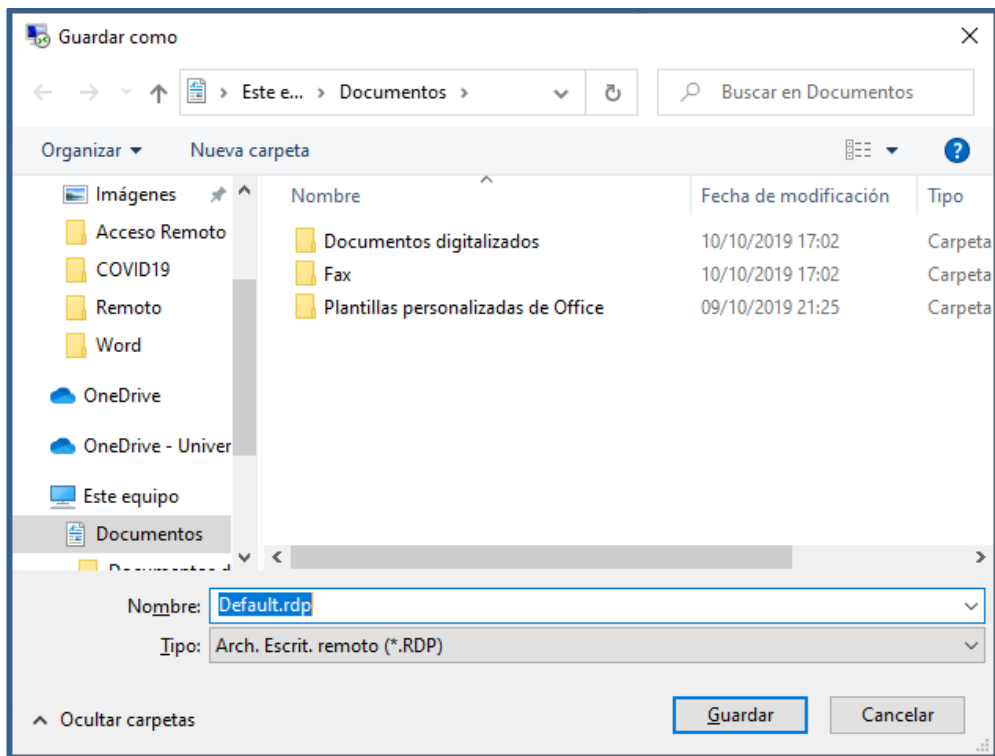 Guardar como
Este e... > Documentos >
Buscar en Documentos
Organizar
Nueva carpeta
Imágenes
Acceso Remoto
COVID19
Remoto
Word
OneDrive
OneDrive - Univer
Este equipo
Documentos
Nombre Fecha de modificación Tipo
Documentos digitalizados 10/10/2019 17:02 Carpeta
Fax 10/10/2019 17:02 Carpeta
Plantillas personalizadas de Office 09/10/2019 21:25 Carpeta
Nombre: Default.rdp
Tipo: Arch. Escrit. remoto (*.RDP)
Ocultar carpetas
Guardar
Cancelar